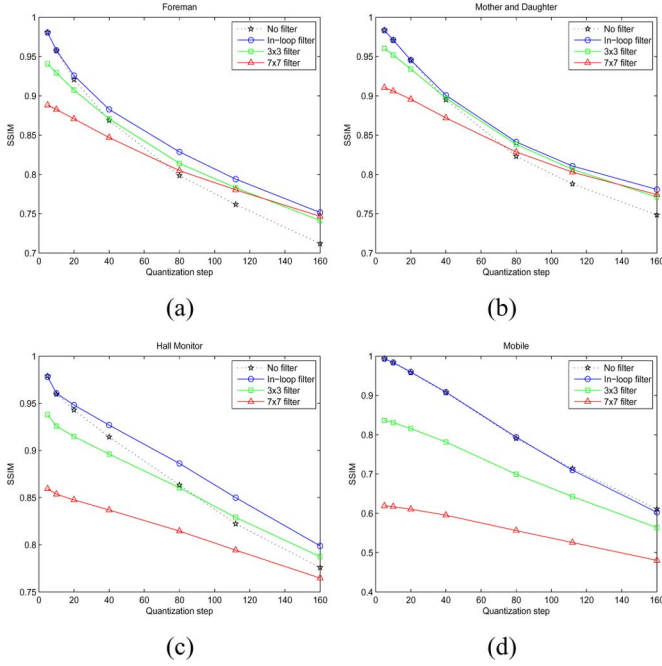 Foreman
No filter
In-loop filter
3x3 filter
7x7 filter
1
0.95
0.9
0.85
0.8
0.75
0.7
SSIM
0 20 40 60 80 100 120 140 160
Quantization step
(a)
Mother and Daughter
No filter
In-loop filter
3x3 filter
7x7 filter
1
0.95
0.9
0.85
0.8
0.75
0.7
SSIM
0 20 40 60 80 100 120 140 160
Quantization step
(b)
Hall Monitor
No filter
In-loop filter
3x3 filter
7x7 filter
1
0.95
0.9
0.85
0.8
0.75
SSIM
0 20 40 60 80 100 120 140 160
Quantization step
(c)
Mobile
No filter
In-loop filter
3x3 filter
7x7 filter
1
0.9
0.8
0.7
0.6
0.5
0.4
SSIM
0 20 40 60 80 100 120 140 160
Quantization step
(d)